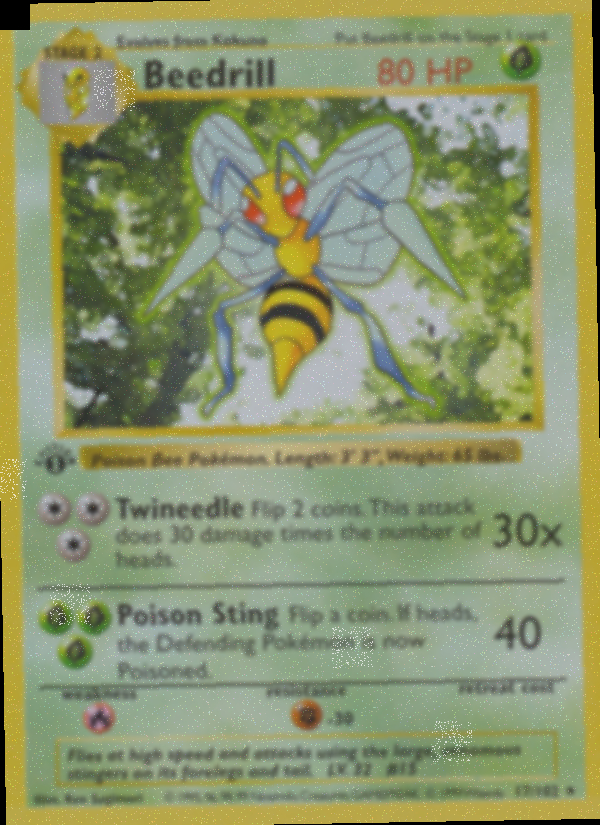 Evolves from Kakuna Put Beedrill on the Stage 1 card
STAGE 2
Beedrill 80 HP
Poison Bee Pokémon. Length: 3' 3", Weight: 65 lbs.
Twineedle Flip 2 coins. This attack
does 30 damage times the number of
heads.
30x
Poison Sting Flip a coin. If heads,
the Defending Pokémon is now
Poisoned.
40
weakness resistance retreat cost
-30
Flies at high speed and attacks using the large venomous
stingers on its forelegs and tail. LV. 32 #15
17/102